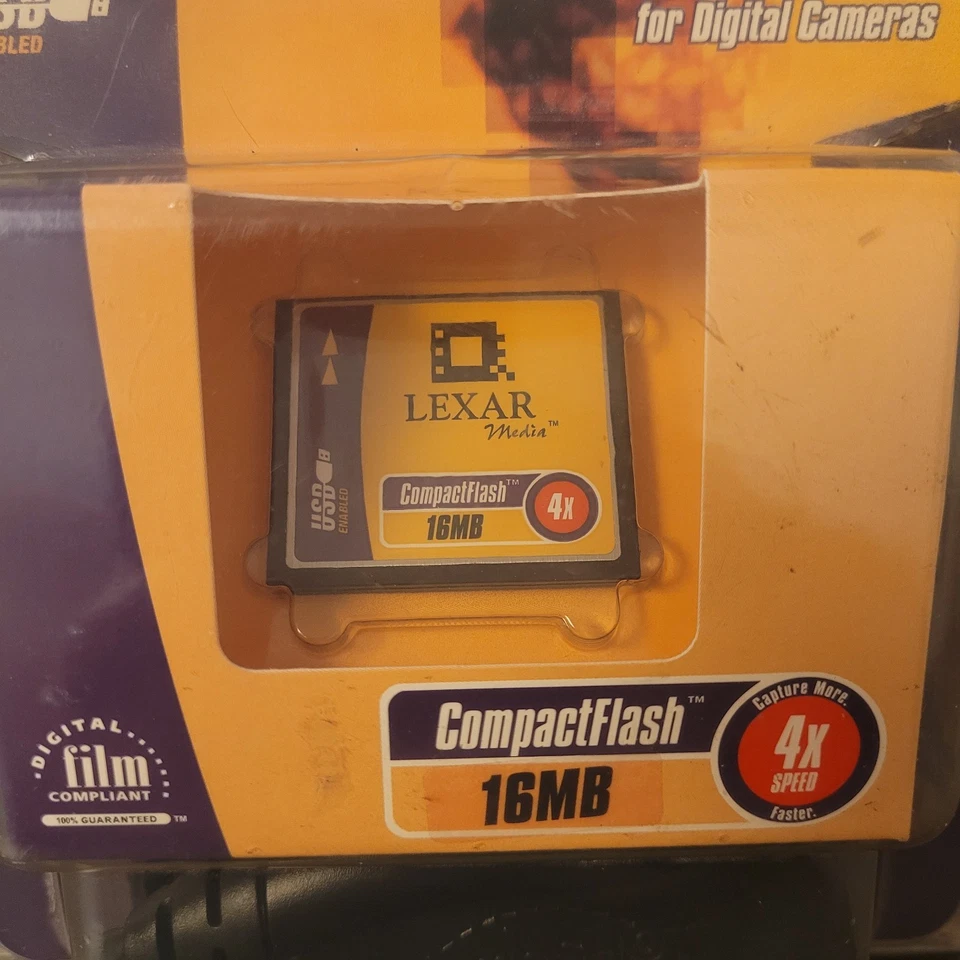 for Digital Cameras
USB
BLED
LEXAR
Media™
USB
ENABLED
CompactFlash™
16MB
4x
CompactFlash™
16MB
Capture More.
4x
SPEED
Faster.
DIGITAL
film
COMPLIANT
100% GUARANTEED ™